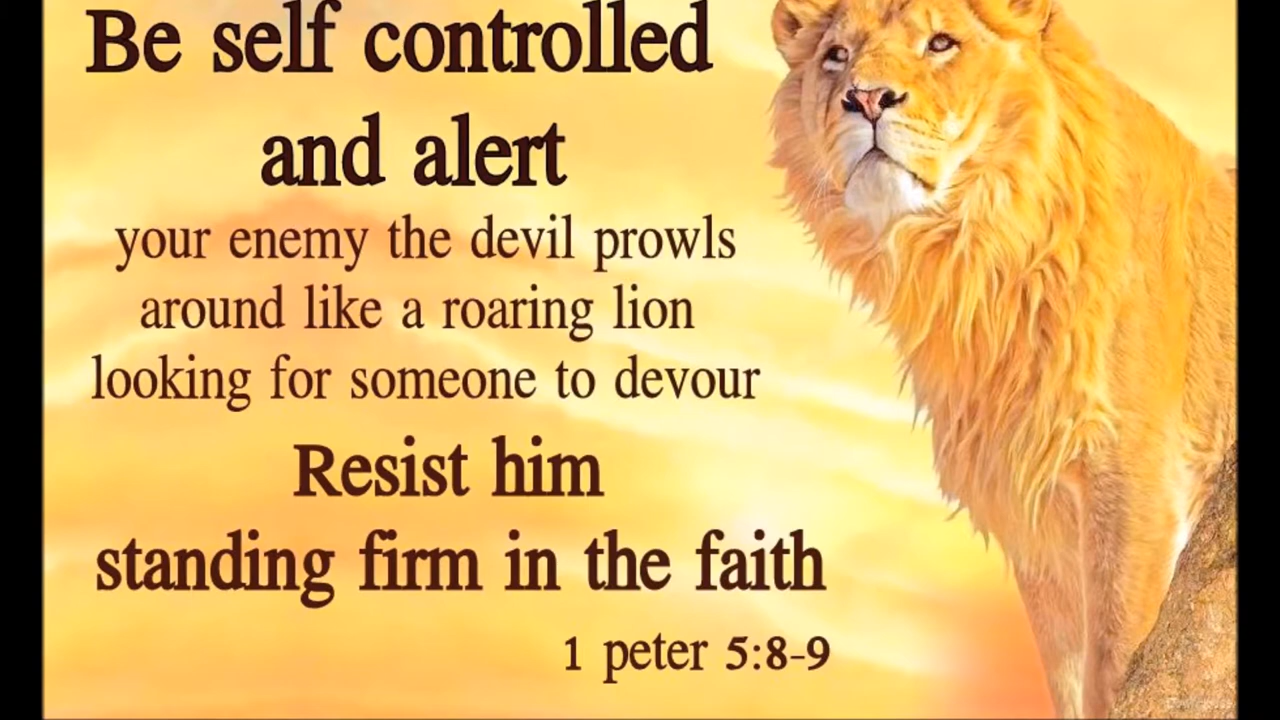 Be self controlled
and alert
your enemy the devil prowls
around like a roaring lion
looking for someone to devour
Resist him
standing firm in the faith
1 peter 5:8-9